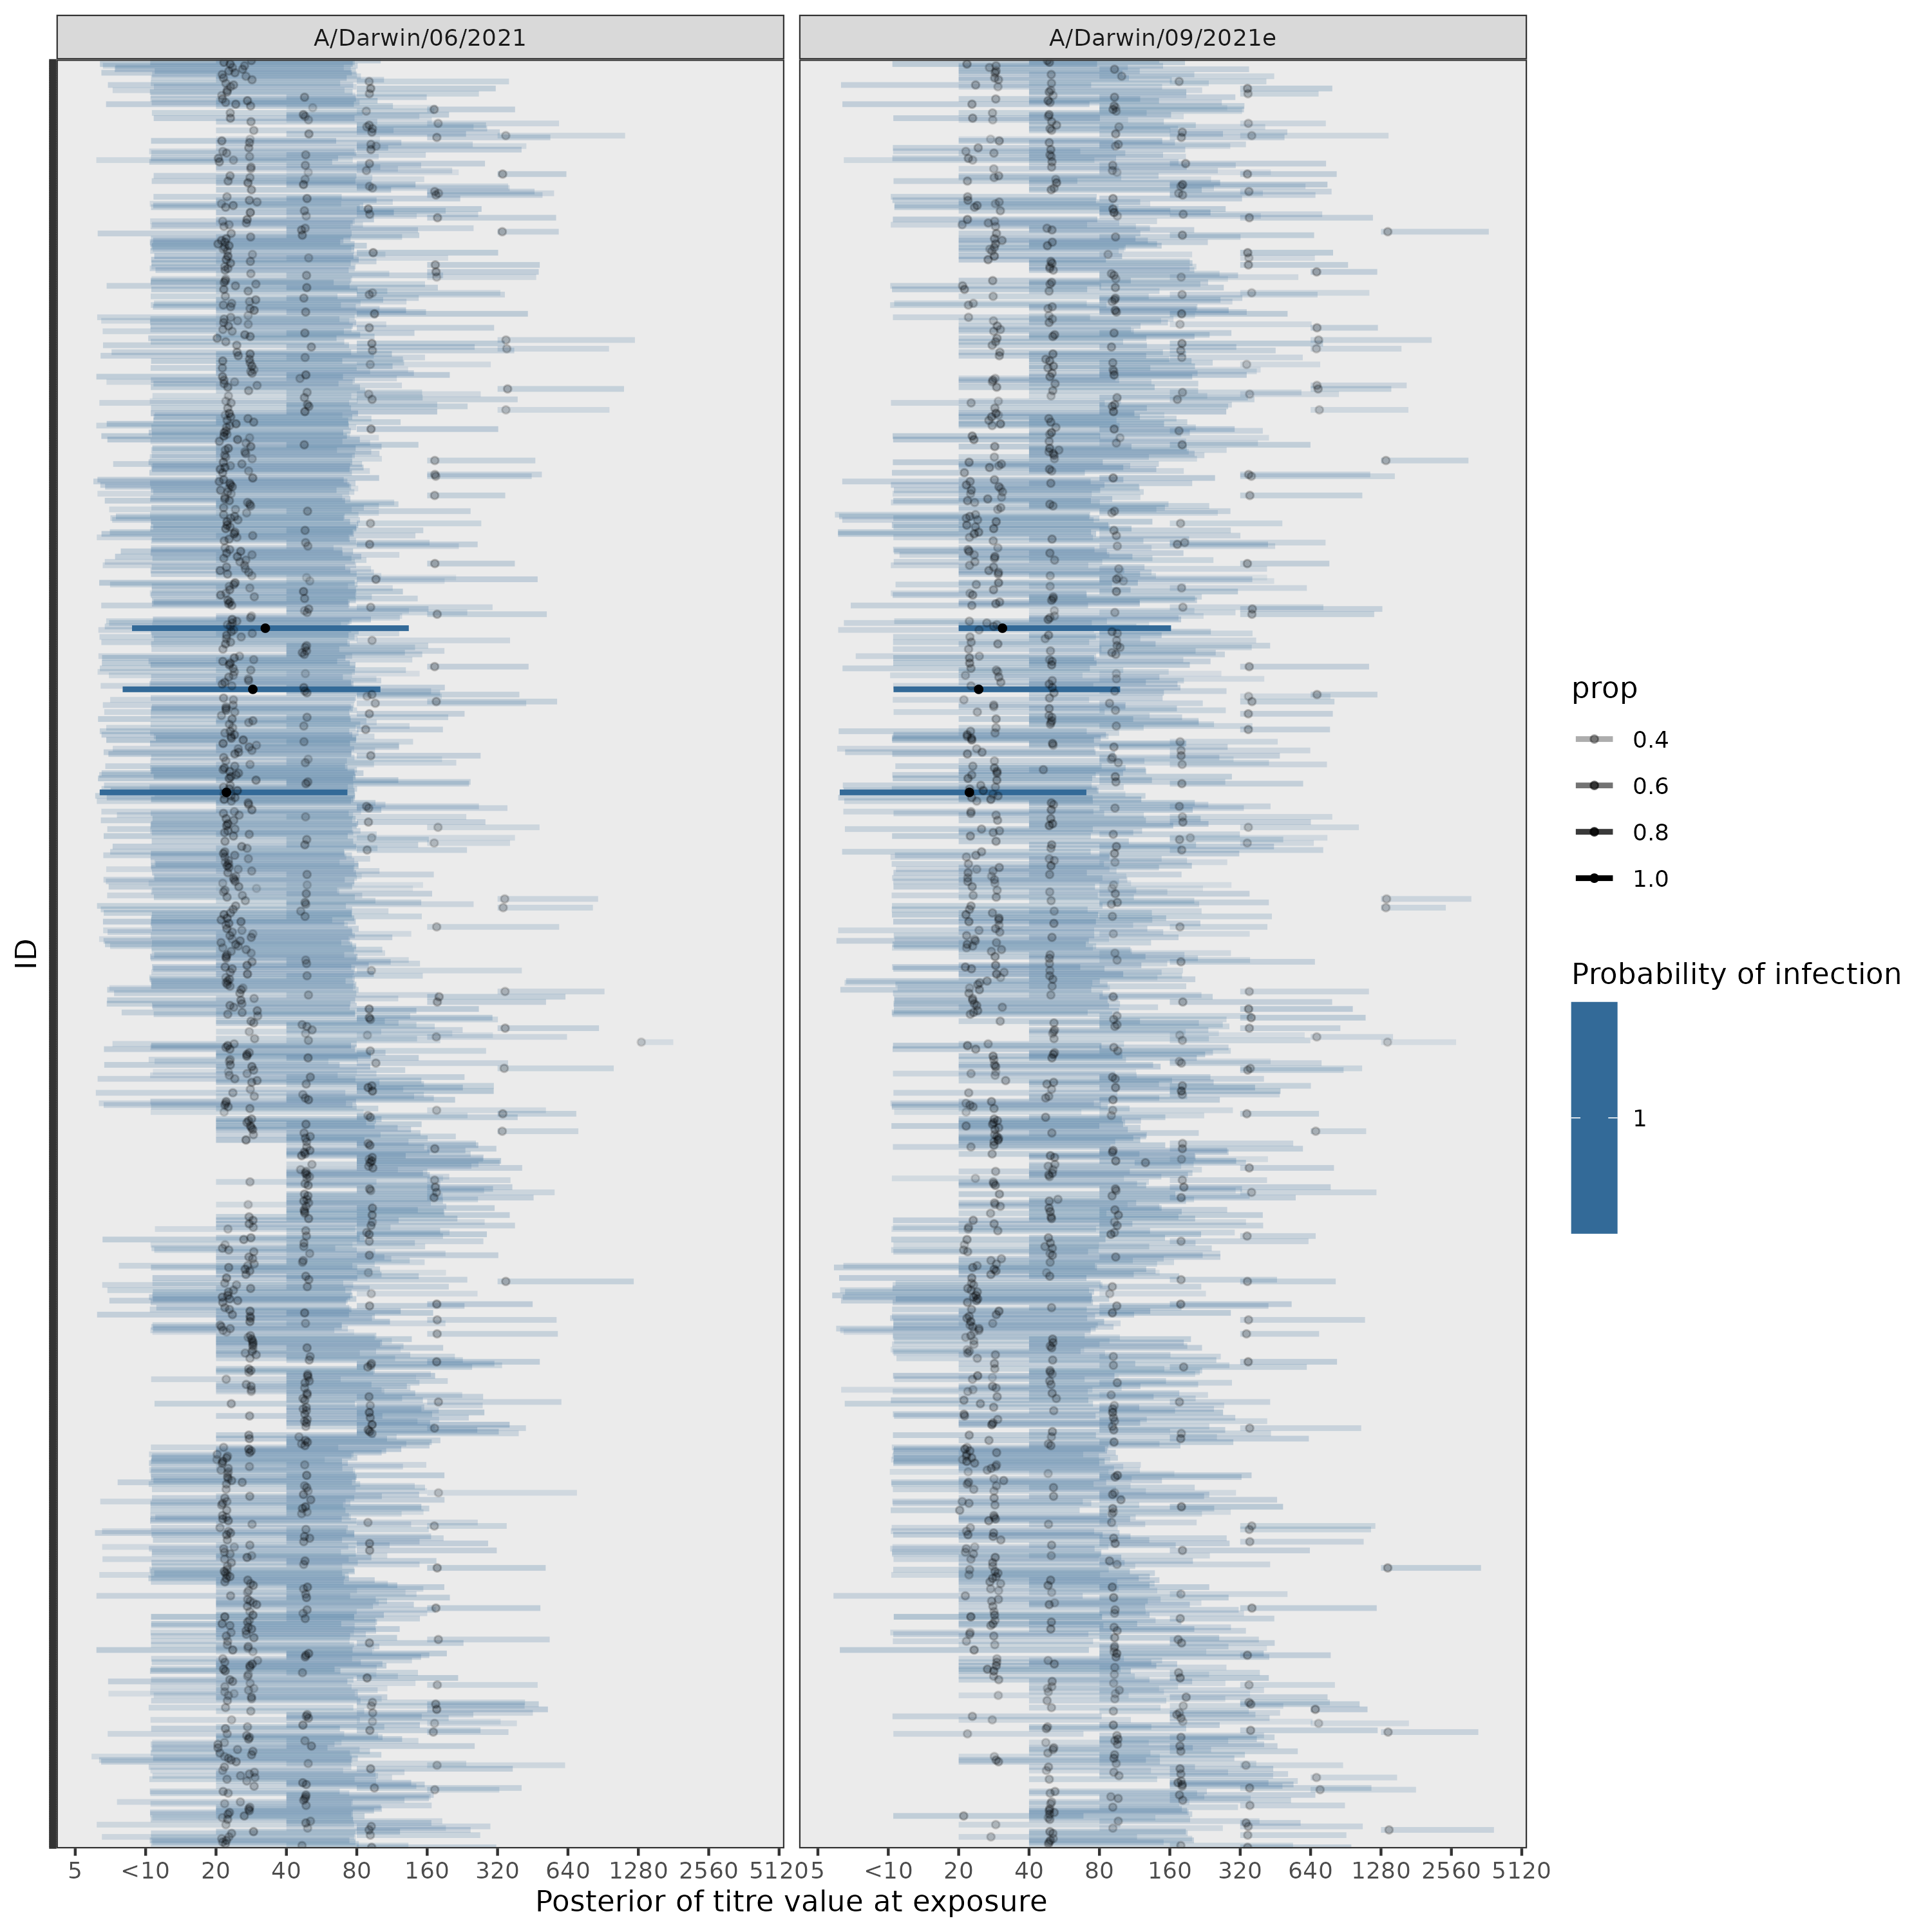 A/Darwin/06/2021
A/Darwin/09/2021e
ID
5 <10 20 40 80 160 320 640 1280 2560 5120
5 <10 20 40 80 160 320 640 1280 2560 5120
Posterior of titre value at exposure
prop
0.4
0.6
0.8
1.0
Probability of infection
1